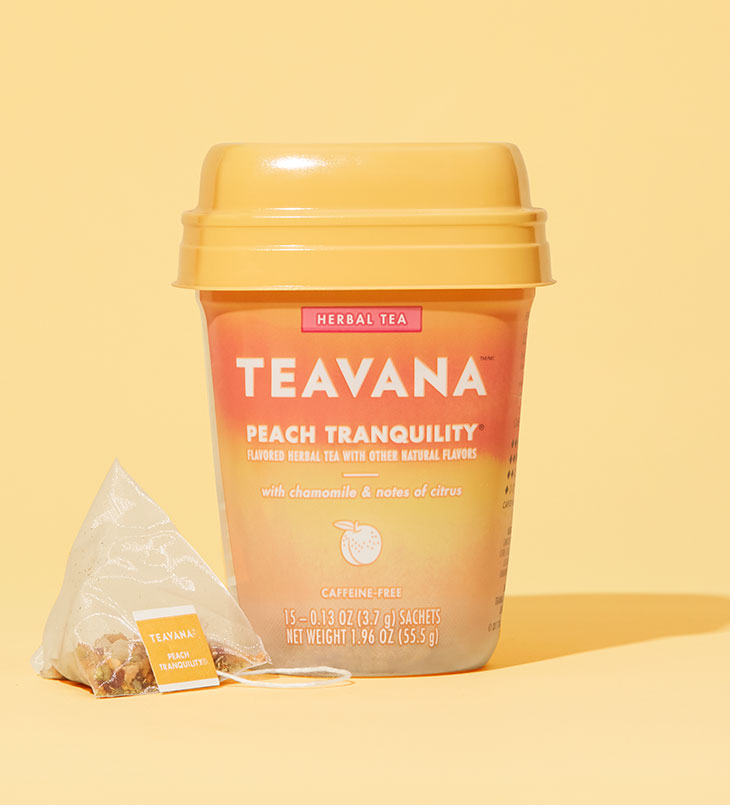 HERBAL TEA
TEAVANA™
PEACH TRANQUILITY®
FLAVORED HERBAL TEA WITH OTHER NATURAL FLAVORS
with chamomile & notes of citrus
CAFFEINE-FREE
15 – 0.13 OZ (3.7 g) SACHETS
NET WEIGHT 1.96 OZ (55.5 g)
TEAVANA
PEACH
TRANQUILITY®